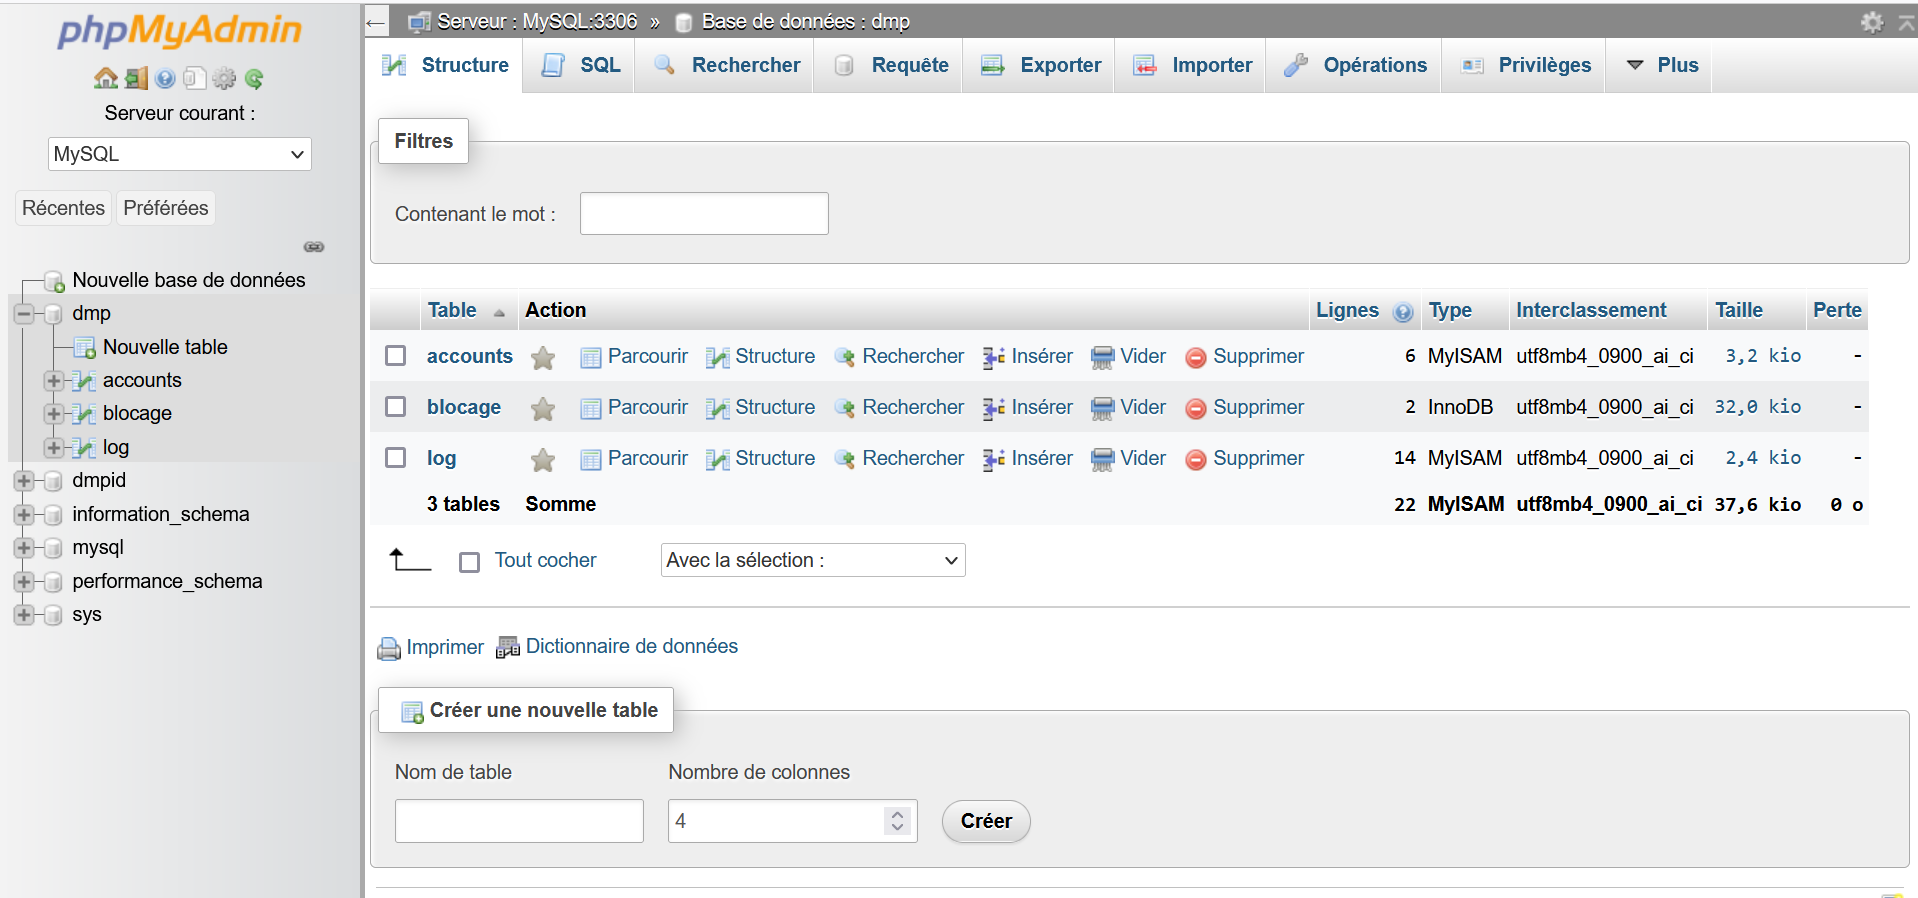 phpMyAdmin
Serveur courant :
MySQL
Récentes Préférées
Nouvelle base de données
dmp
Nouvelle table
accounts
blocage
log
dmpid
information_schema
mysql
performance_schema
sys
← Serveur : MySQL:3306 » Base de données : dmp
Structure SQL Rechercher Requête Exporter Importer Opérations Privilèges Plus
Filtres
Contenant le mot :
Table Action Lignes Type Interclassement Taille Perte
accounts Parcourir Structure Rechercher Insérer Vider Supprimer 6 MyISAM utf8mb4_0900_ai_ci 3,2 kio -
blocage Parcourir Structure Rechercher Insérer Vider Supprimer 2 InnoDB utf8mb4_0900_ai_ci 32,0 kio -
log Parcourir Structure Rechercher Insérer Vider Supprimer 14 MyISAM utf8mb4_0900_ai_ci 2,4 kio -
3 tables Somme 22 MyISAM utf8mb4_0900_ai_ci 37,6 kio 0 o
Tout cocher Avec la sélection :
Imprimer Dictionnaire de données
Créer une nouvelle table
Nom de table Nombre de colonnes
4 Créer